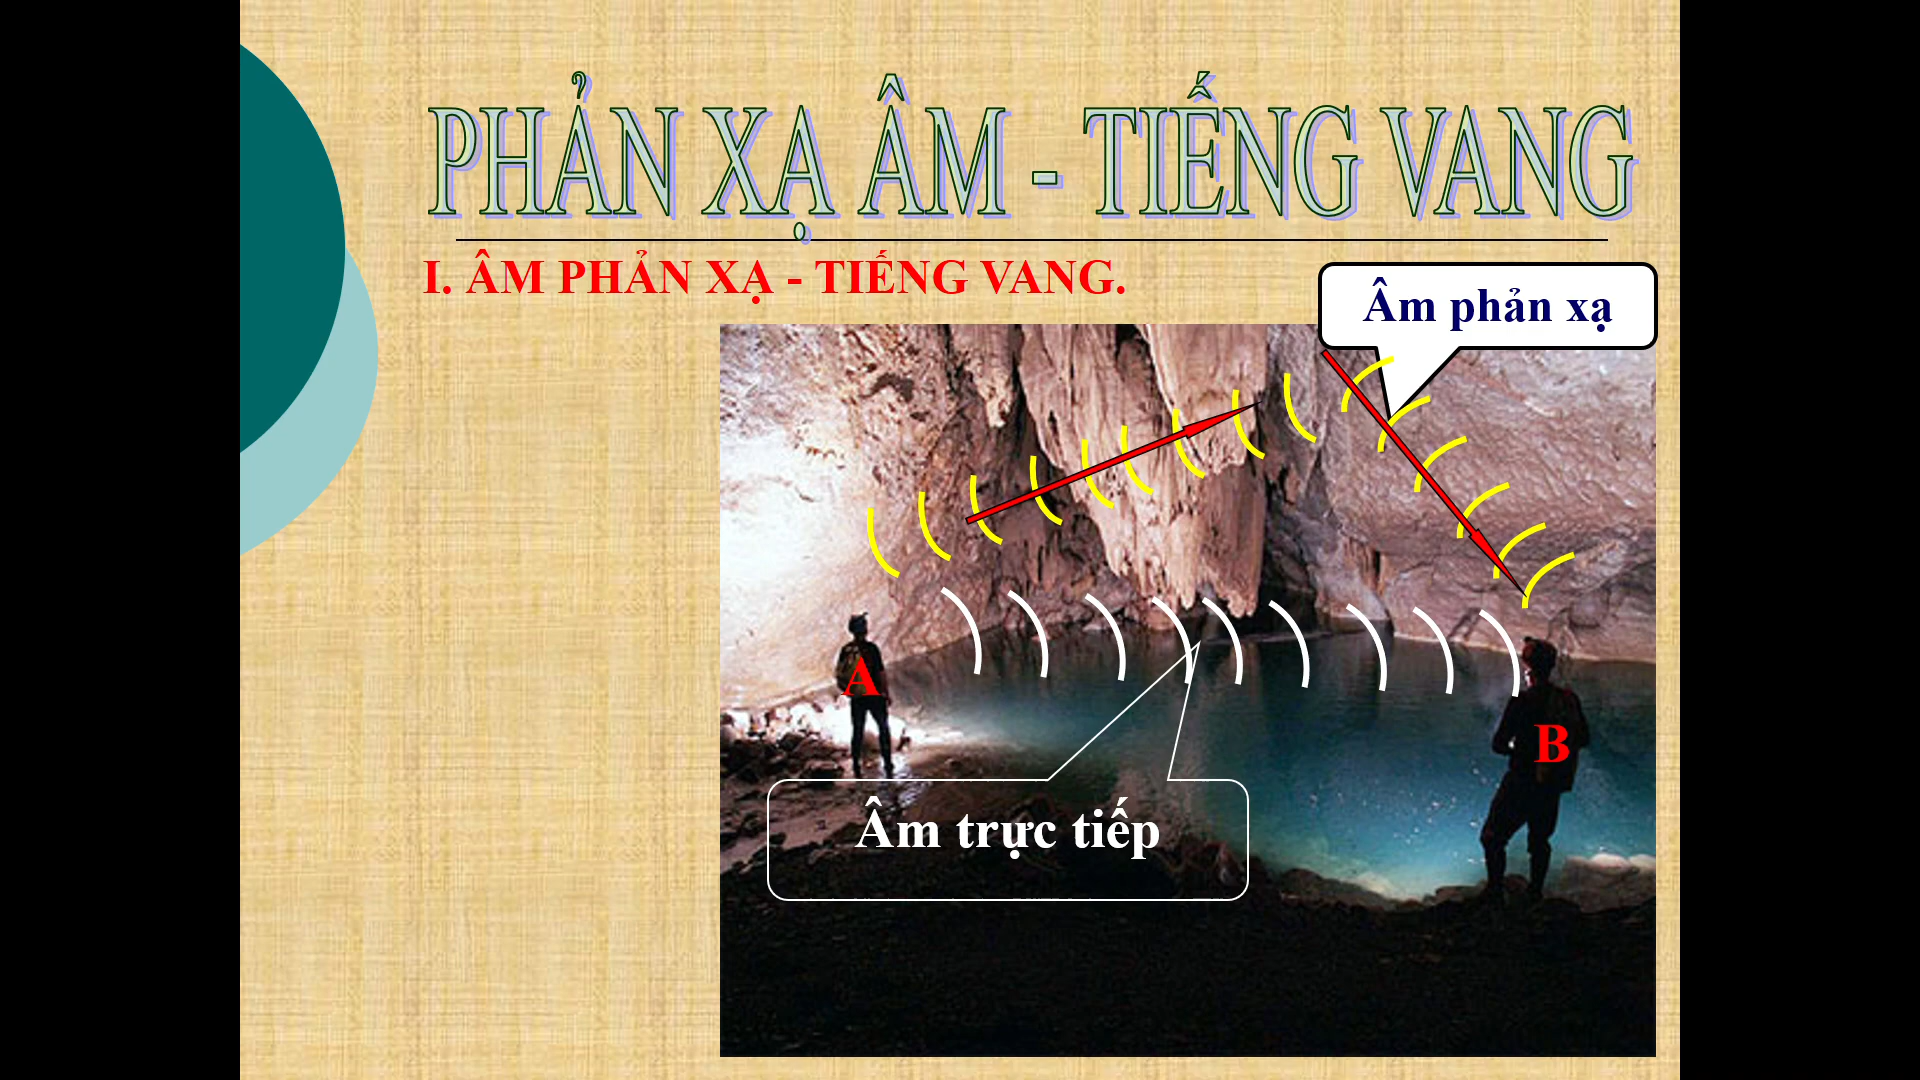 PHẢN XẠ ÂM - TIẾNG VANG
I. ÂM PHẢN XẠ - TIẾNG VANG.
Âm phản xạ
A
B
Âm trực tiếp